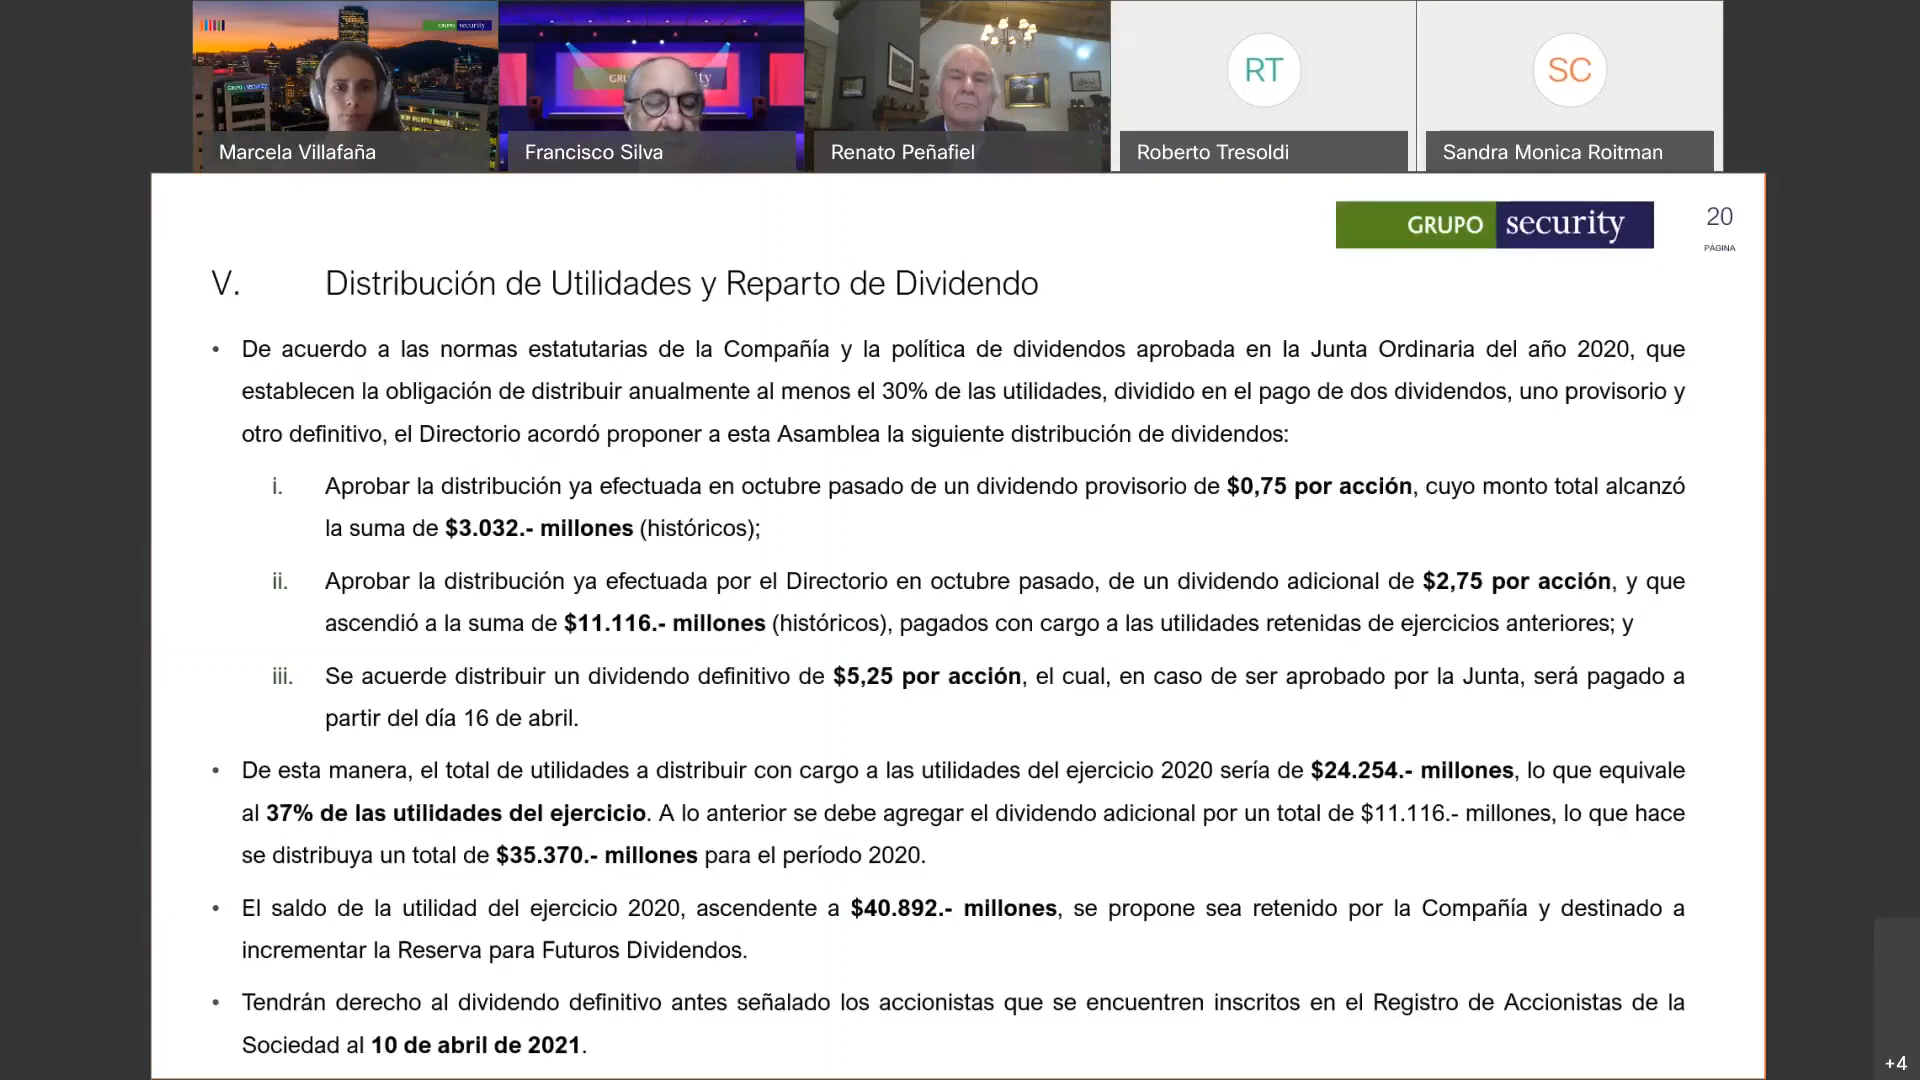 GRUPO security
GRUPO security
Marcela Villafaña
Francisco Silva
Renato Peñafiel
RT
Roberto Tresoldi
SC
Sandra Monica Roitman
GRUPO security
20
PÁGINA
V. Distribución de Utilidades y Reparto de Dividendo
• De acuerdo a las normas estatutarias de la Compañía y la política de dividendos aprobada en la Junta Ordinaria del año 2020, que
establecen la obligación de distribuir anualmente al menos el 30% de las utilidades, dividido en el pago de dos dividendos, uno provisorio y
otro definitivo, el Directorio acordó proponer a esta Asamblea la siguiente distribución de dividendos:
i. Aprobar la distribución ya efectuada en octubre pasado de un dividendo provisorio de $0,75 por acción, cuyo monto total alcanzó
la suma de $3.032.- millones (históricos);
ii. Aprobar la distribución ya efectuada por el Directorio en octubre pasado, de un dividendo adicional de $2,75 por acción, y que
ascendió a la suma de $11.116.- millones (históricos), pagados con cargo a las utilidades retenidas de ejercicios anteriores; y
iii. Se acuerde distribuir un dividendo definitivo de $5,25 por acción, el cual, en caso de ser aprobado por la Junta, será pagado a
partir del día 16 de abril.
• De esta manera, el total de utilidades a distribuir con cargo a las utilidades del ejercicio 2020 sería de $24.254.- millones, lo que equivale
al 37% de las utilidades del ejercicio. A lo anterior se debe agregar el dividendo adicional por un total de $11.116.- millones, lo que hace
se distribuya un total de $35.370.- millones para el período 2020.
• El saldo de la utilidad del ejercicio 2020, ascendente a $40.892.- millones, se propone sea retenido por la Compañía y destinado a
incrementar la Reserva para Futuros Dividendos.
• Tendrán derecho al dividendo definitivo antes señalado los accionistas que se encuentren inscritos en el Registro de Accionistas de la
Sociedad al 10 de abril de 2021.
+4